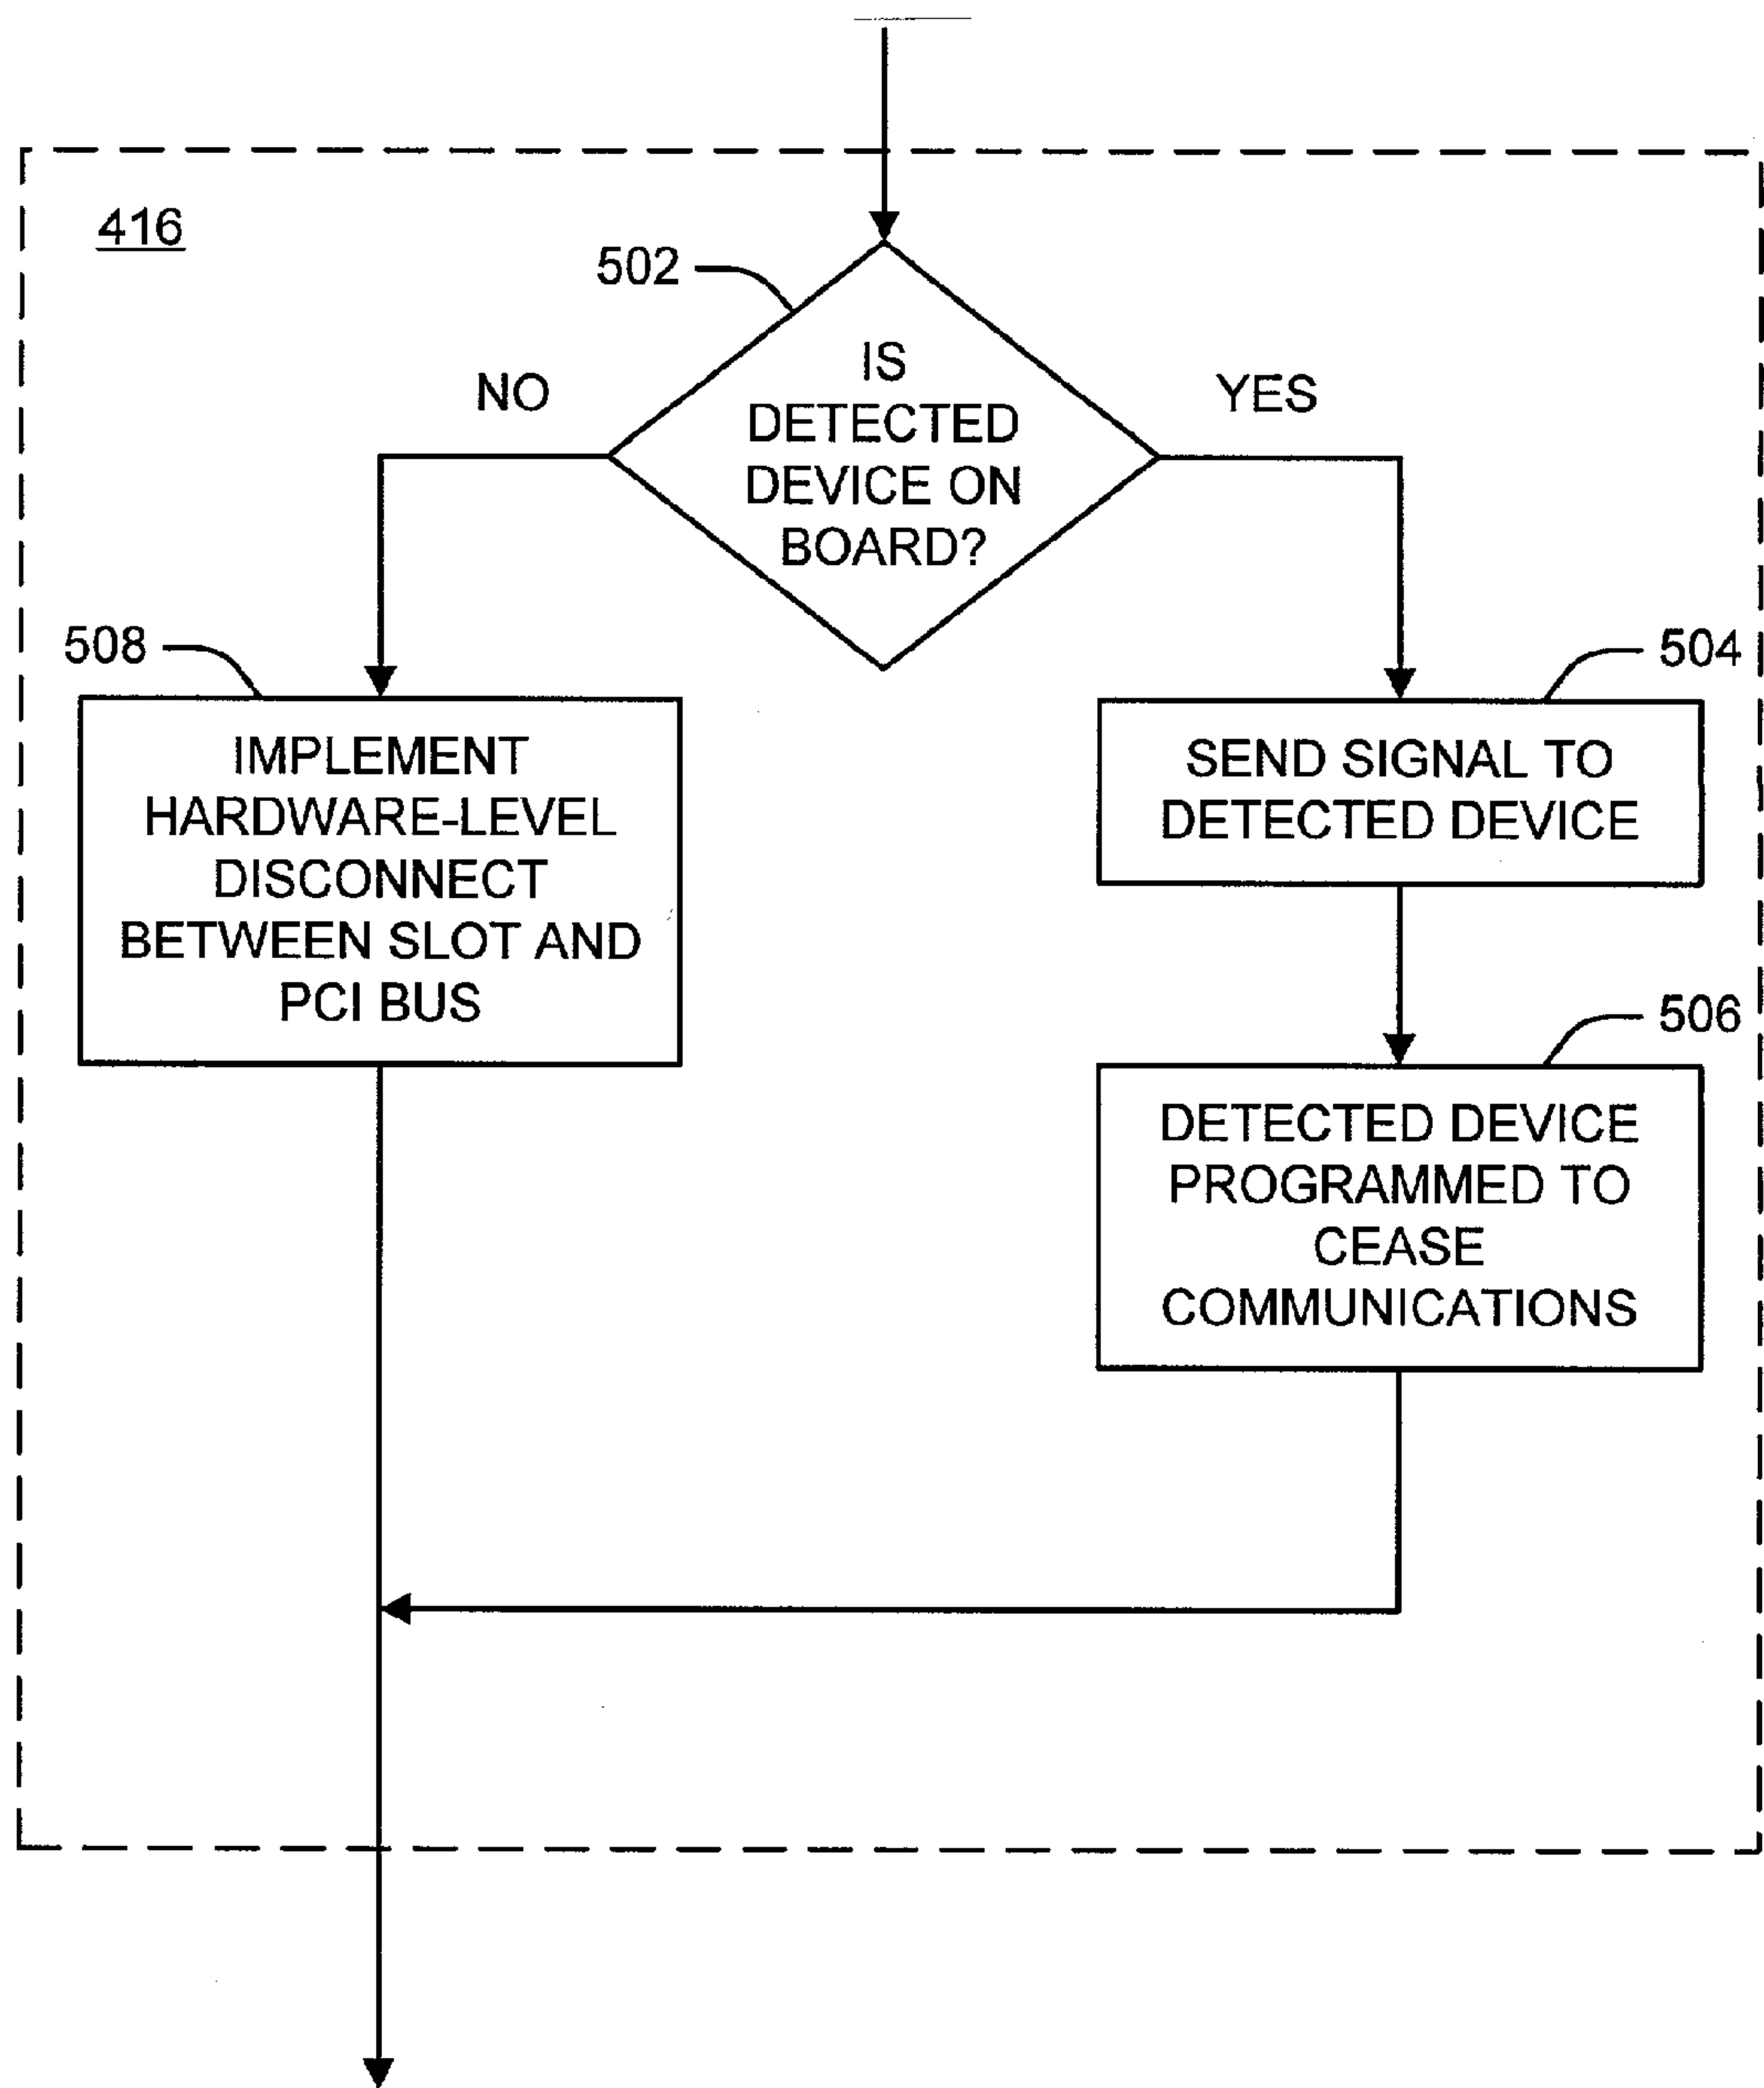 416
502
IS
DETECTED
DEVICE ON
BOARD?
NO
YES
508
IMPLEMENT
HARDWARE-LEVEL
DISCONNECT
BETWEEN SLOT AND
PCI BUS
504
SEND SIGNAL TO
DETECTED DEVICE
506
DETECTED DEVICE
PROGRAMMED TO
CEASE
COMMUNICATIONS